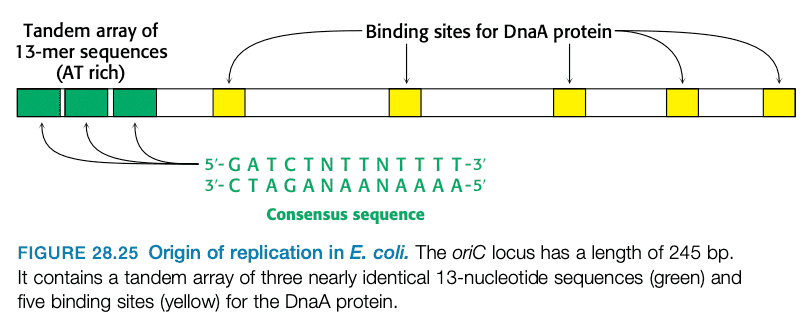 Tandem array of
13-mer sequences
(AT rich)
Binding sites for DnaA protein
5′-G A T C T N T T N T T T T-3′
3′-C T A G A N A A N A A A A-5′
Consensus sequence
FIGURE 28.25 Origin of replication in E. coli. The oriC locus has a length of 245 bp.
It contains a tandem array of three nearly identical 13-nucleotide sequences (green) and
five binding sites (yellow) for the DnaA protein.